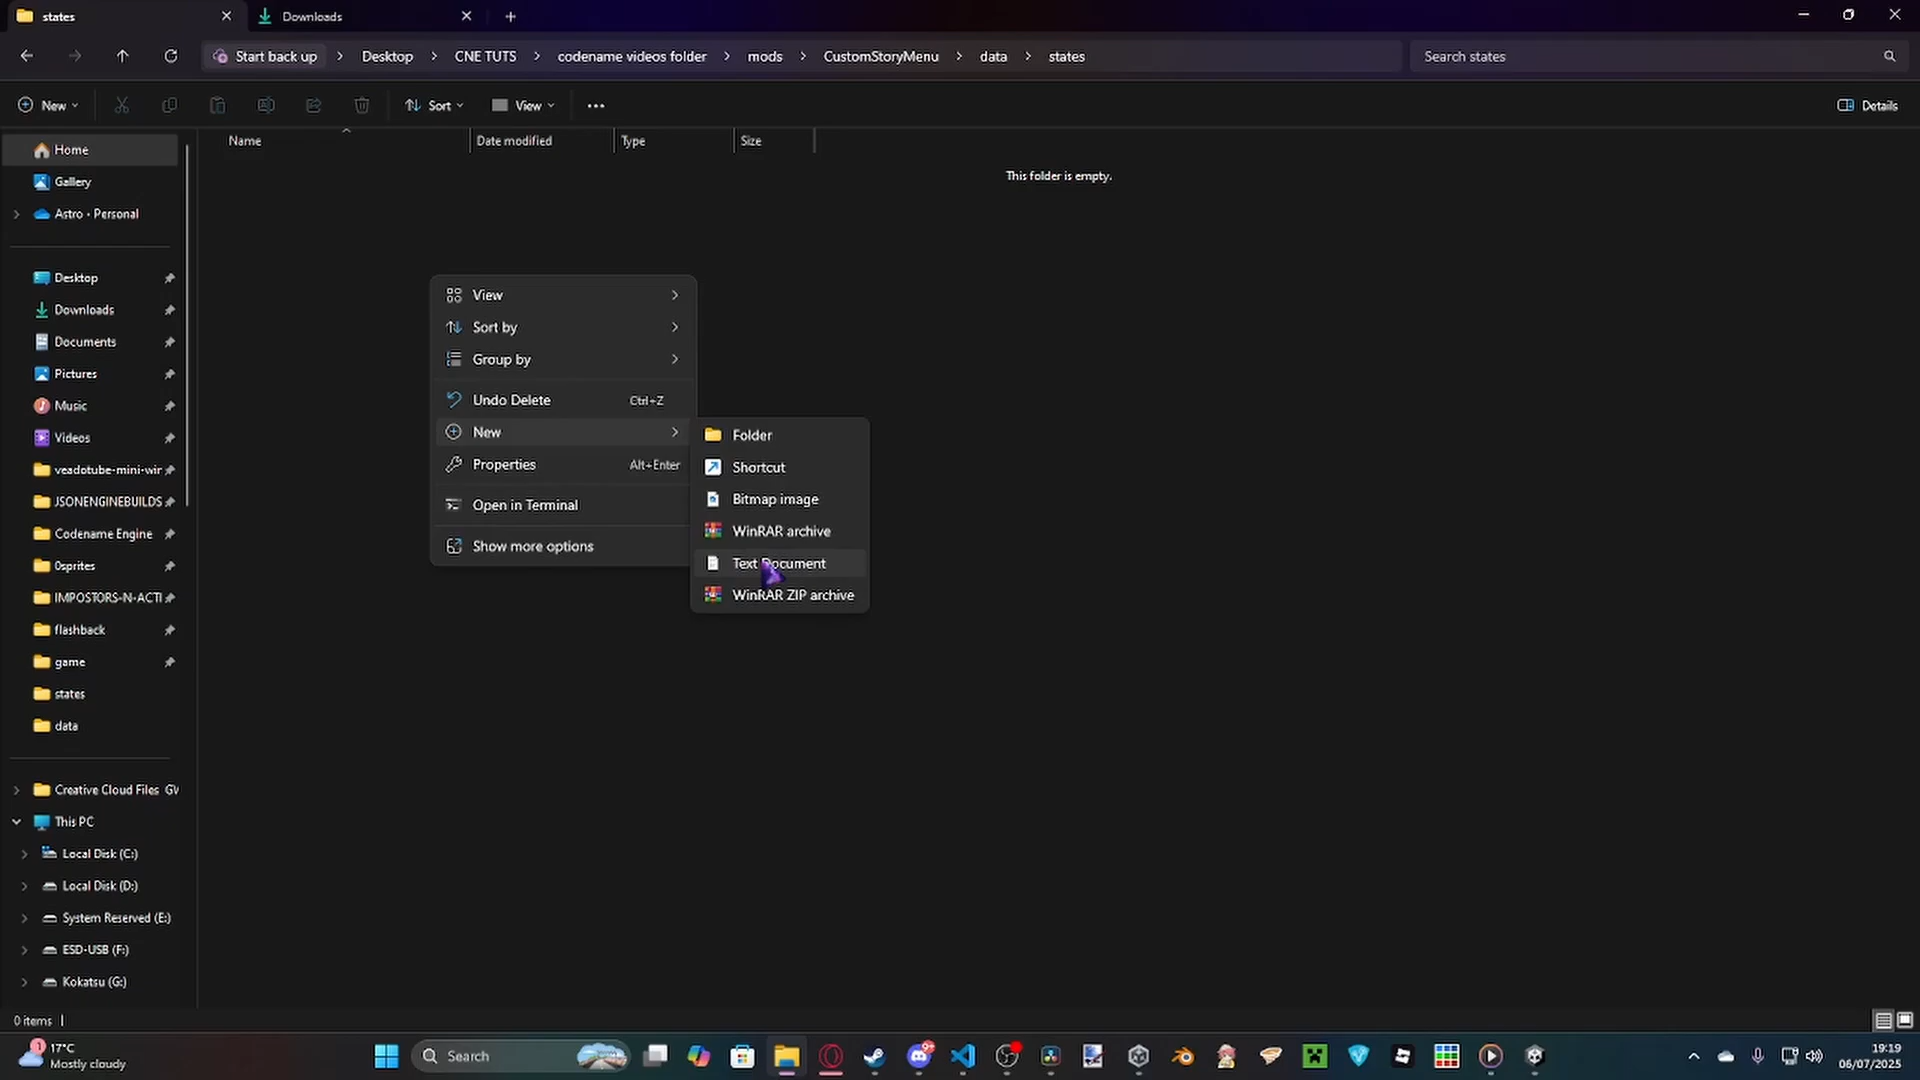 states
Downloads
Start back up > Desktop > CNE TUTS > codename videos folder > mods > CustomStoryMenu > data > states
Search states
New
Sort
View
Details
Name
Date modified
Type
Size
This folder is empty.
Home
Gallery
Astro - Personal
Desktop
Downloads
Documents
Pictures
Music
Videos
veadotube-mini-wir
JSONENGINEBUILDS
Codename Engine
0sprites
IMPOSTORS-N-ACTI
flashback
game
states
data
Creative Cloud Files GW
This PC
Local Disk (C:)
Local Disk (D:)
System Reserved (E:)
ESD-USB (F:)
Kokatsu (G:)
View
Sort by
Group by
Undo Delete Ctrl+Z
New
Properties Alt+Enter
Open in Terminal
Show more options
Folder
Shortcut
Bitmap image
WinRAR archive
Text Document
WinRAR ZIP archive
0 items
1
17°C
Mostly cloudy
Search
9+
19:19
06/07/2025